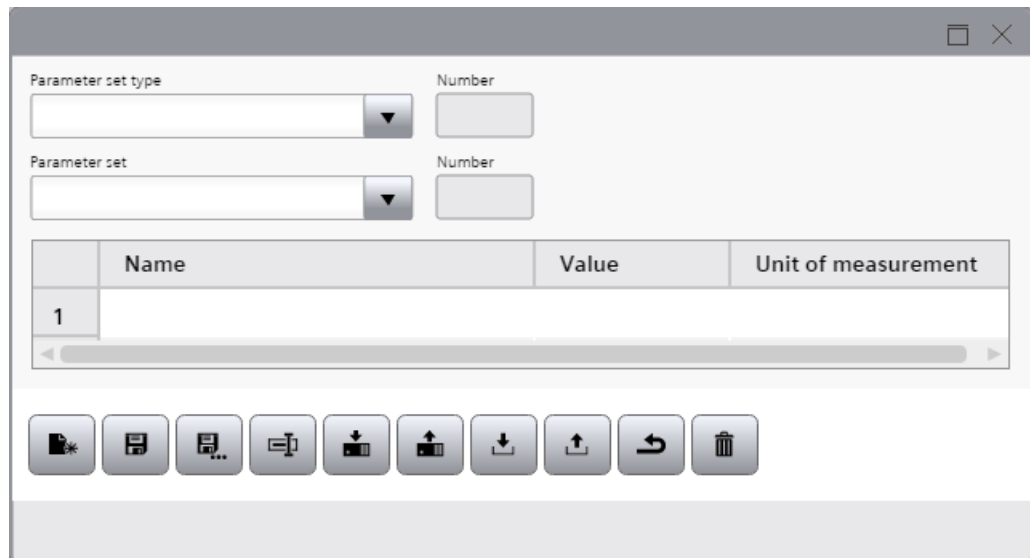 Parameter set type Number
Parameter set Number
Name Value Unit of measurement
1